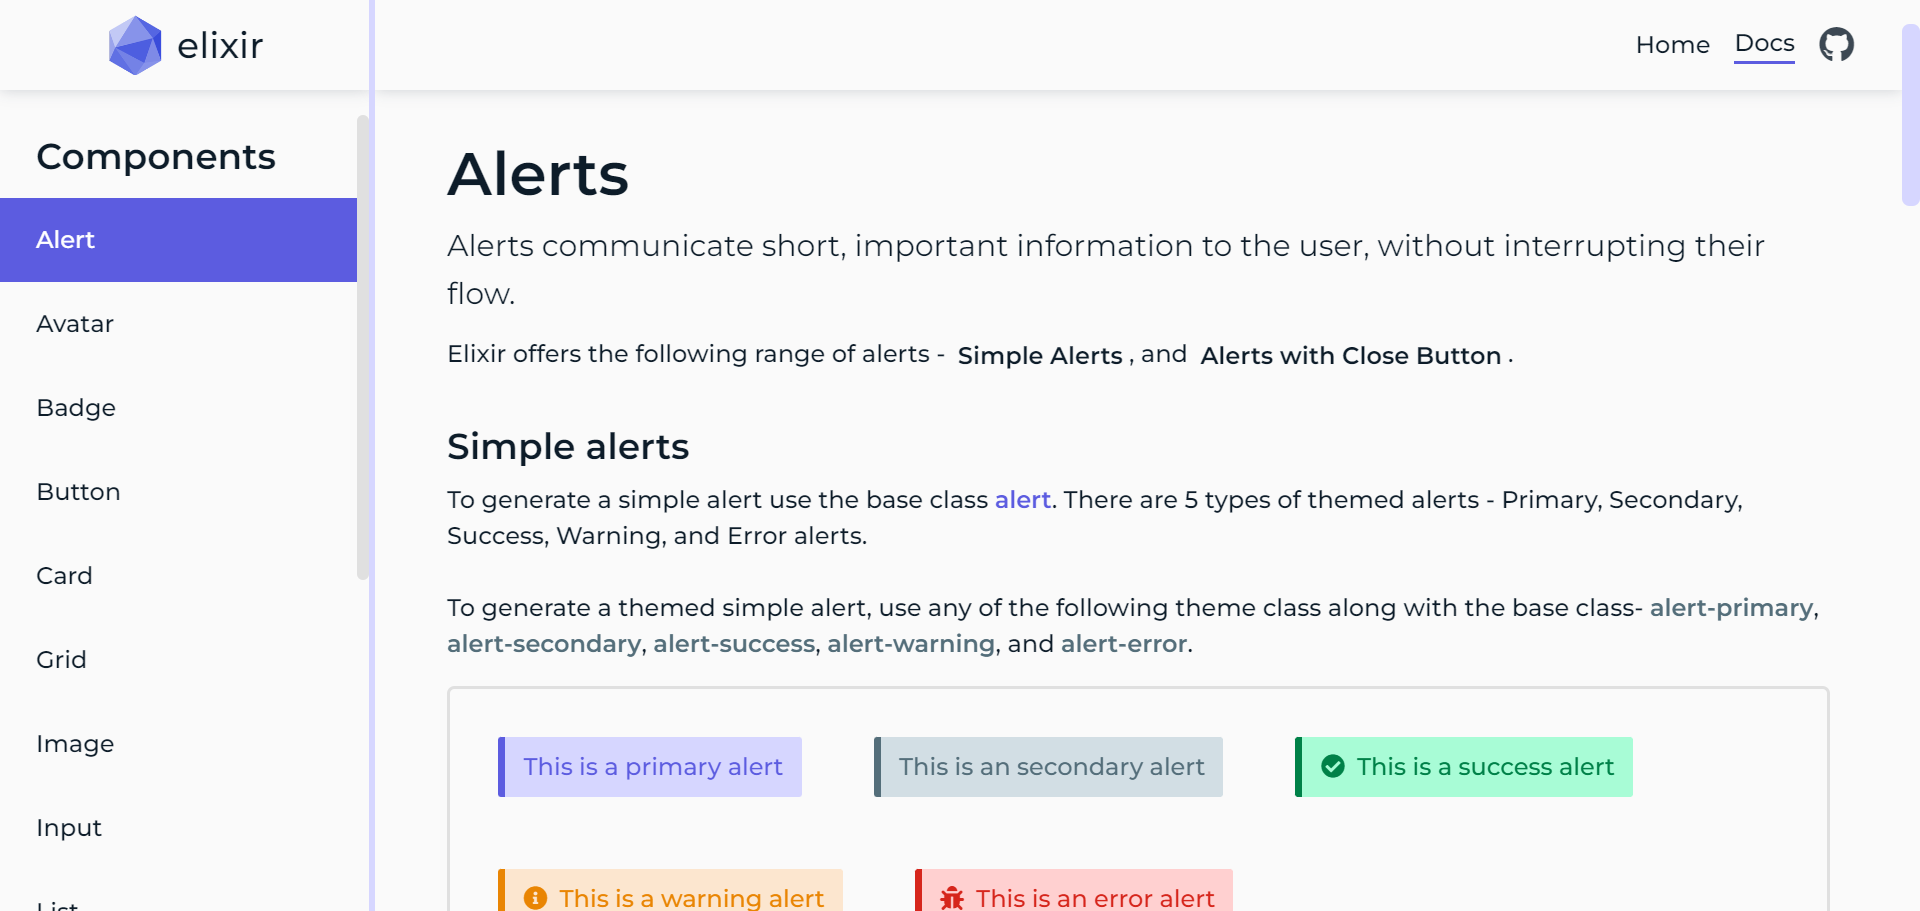 elixir
Home
Docs
Components
Alert
Avatar
Badge
Button
Card
Grid
Image
Input
List
Alerts
Alerts communicate short, important information to the user, without interrupting their
flow.
Elixir offers the following range of alerts - Simple Alerts , and Alerts with Close Button .
Simple alerts
To generate a simple alert use the base class alert. There are 5 types of themed alerts - Primary, Secondary,
Success, Warning, and Error alerts.
To generate a themed simple alert, use any of the following theme class along with the base class- alert-primary,
alert-secondary, alert-success, alert-warning, and alert-error.
This is a primary alert
This is an secondary alert
This is a success alert
This is a warning alert
This is an error alert